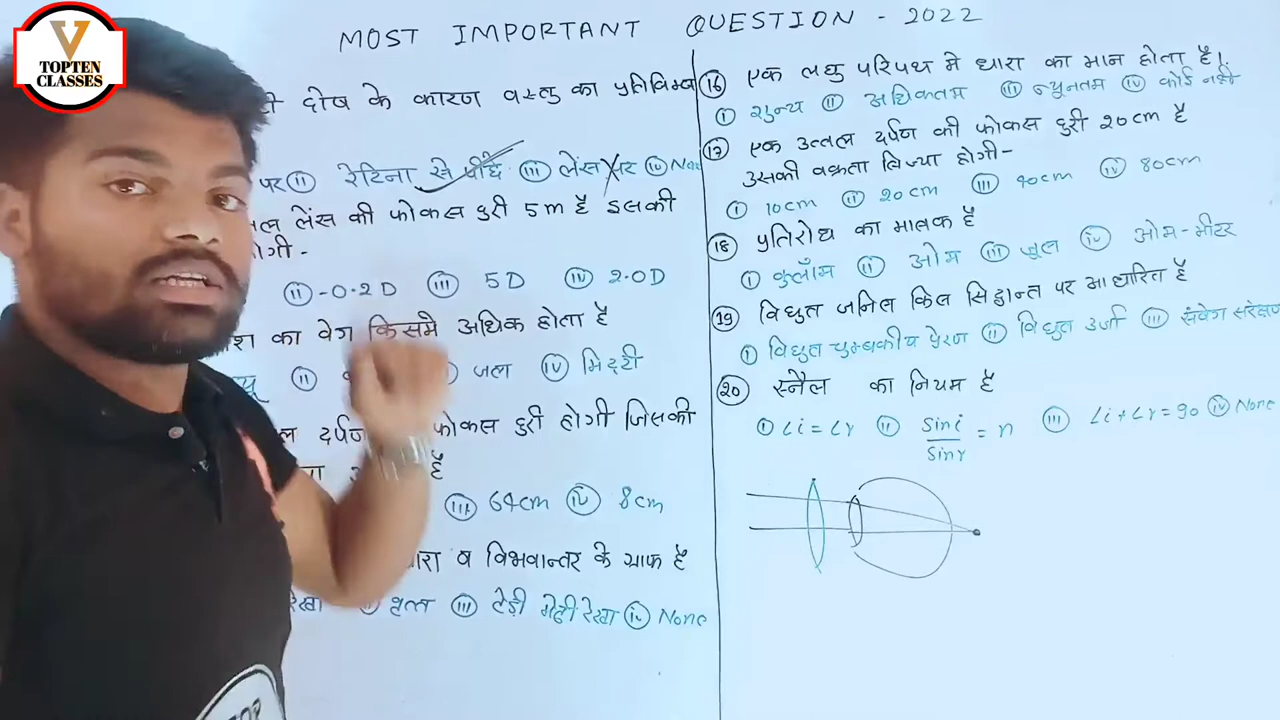 V
TOPTEN
CLASSES
MOST IMPORTANT QUESTION - 2022
दोष के कारण वस्तु का प्रतिविम्ब
पर (ii) रेटिना से पीछे (iii) लेंस पर (iv) None
लेंस की फोकस दुरी 5m है इसकी
होगी -
(ii) -0.2D (iii) 5D (iv) 2.0D
का वेग किसमे अधिक होता है
(ii) जल (iv) मिट्टी
दर्पण फोकस दुरी होगी जिसकी
है
(iii) 64cm (iv) 8cm
धारा व विभवान्तर के ग्राफ है
रेखा वृत्त (iii) टेड़ी मेढ़ी रेखा (iv) None
(16) एक लघु परिपथ मे धारा का मान होता है।
(i) शुन्य (ii) अधिकतम (iii) न्यूनतम (iv) कोई नही
(17) एक उत्तल दर्पण की फोकस दुरी 20cm है
उसकी वक्रता त्रिज्या होगी-
(i) 10cm (ii) 20cm (iii) 40cm (iv) 80cm
(18) प्रतिरोध का मात्रक है
(i) कुलॉम (ii) ओम (iii) जुल (iv) ओम-मीटर
(19) विधुत जनित्र किस सिद्धान्त पर आधारित है
(i) विधुत चुम्बकीय प्रेरण (ii) विधुत उर्जा (iii) संवेग संरक्षण
(20) स्नैल का नियम है
(i) ∠i = ∠r (ii) sin i / sin r = n (iii) ∠i + ∠r = 90 (iv) None